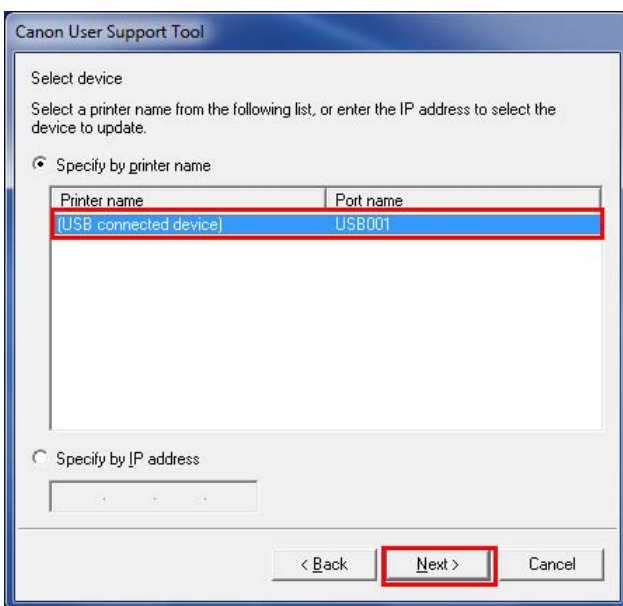 Canon User Support Tool
Select device
Select a printer name from the following list, or enter the IP address to select the
device to update.
Specify by printer name
Printer name Port name
(USB connected device) USB001
Specify by IP address
. . .
< Back Next > Cancel